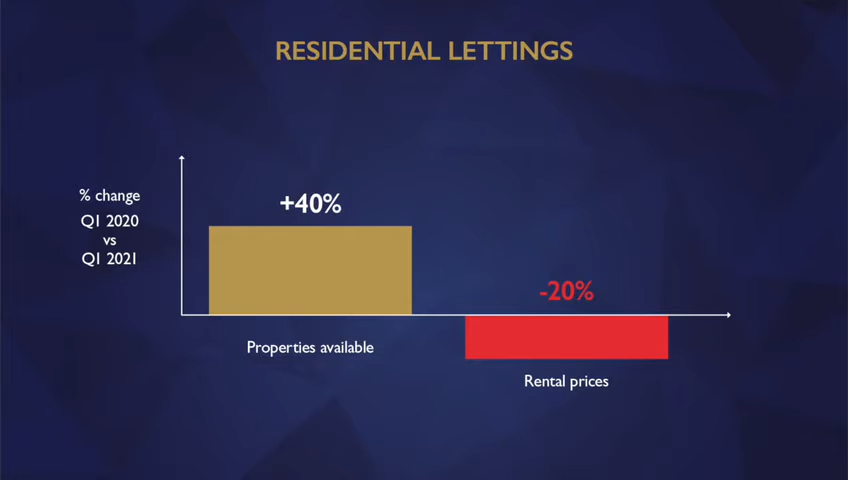 RESIDENTIAL LETTINGS
% change
Q1 2020
vs
Q1 2021
+40%
Properties available
-20%
Rental prices